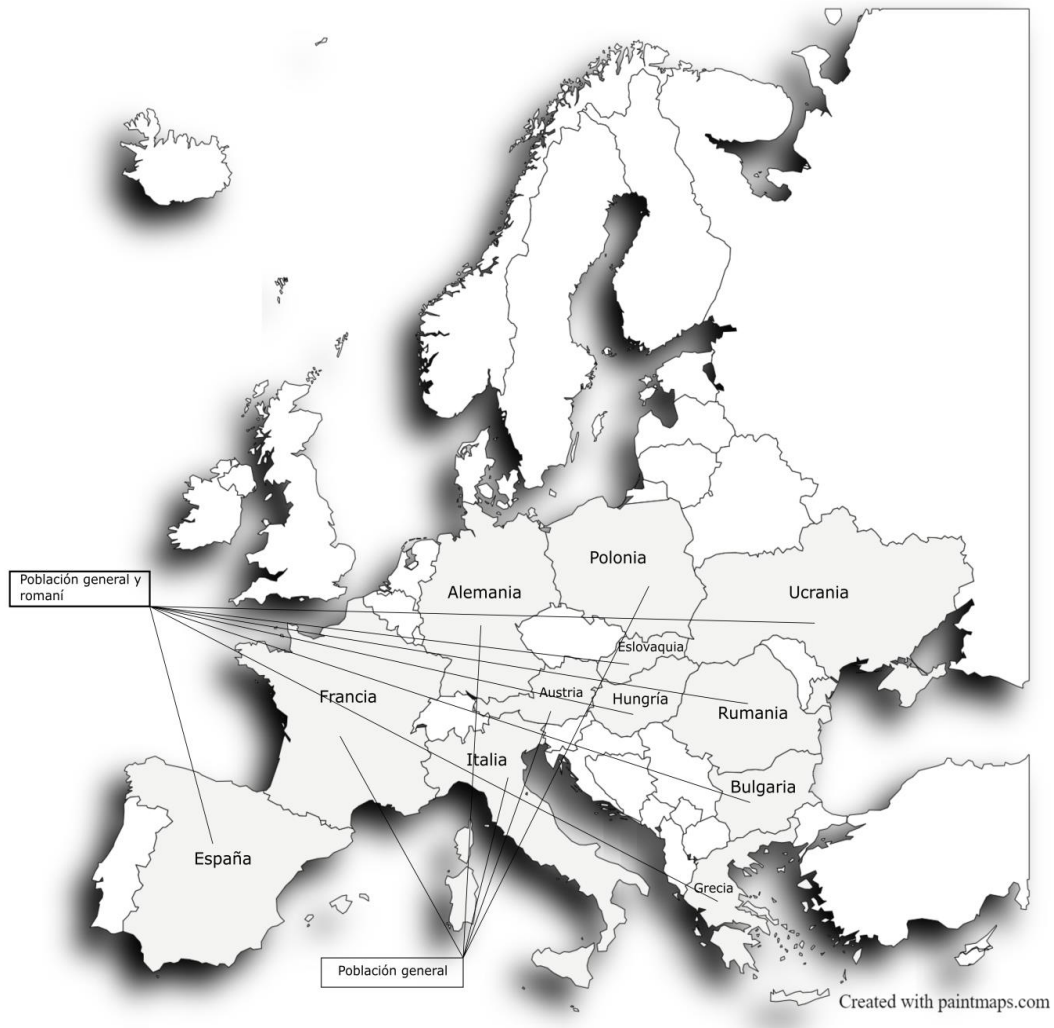 Polonia
Población general y
romaní
Alemania
Ucrania
Eslovaquia
Austria
Francia
Hungría
Rumania
Italia
Bulgaria
España
Grecia
Población general
Created with paintmaps.com